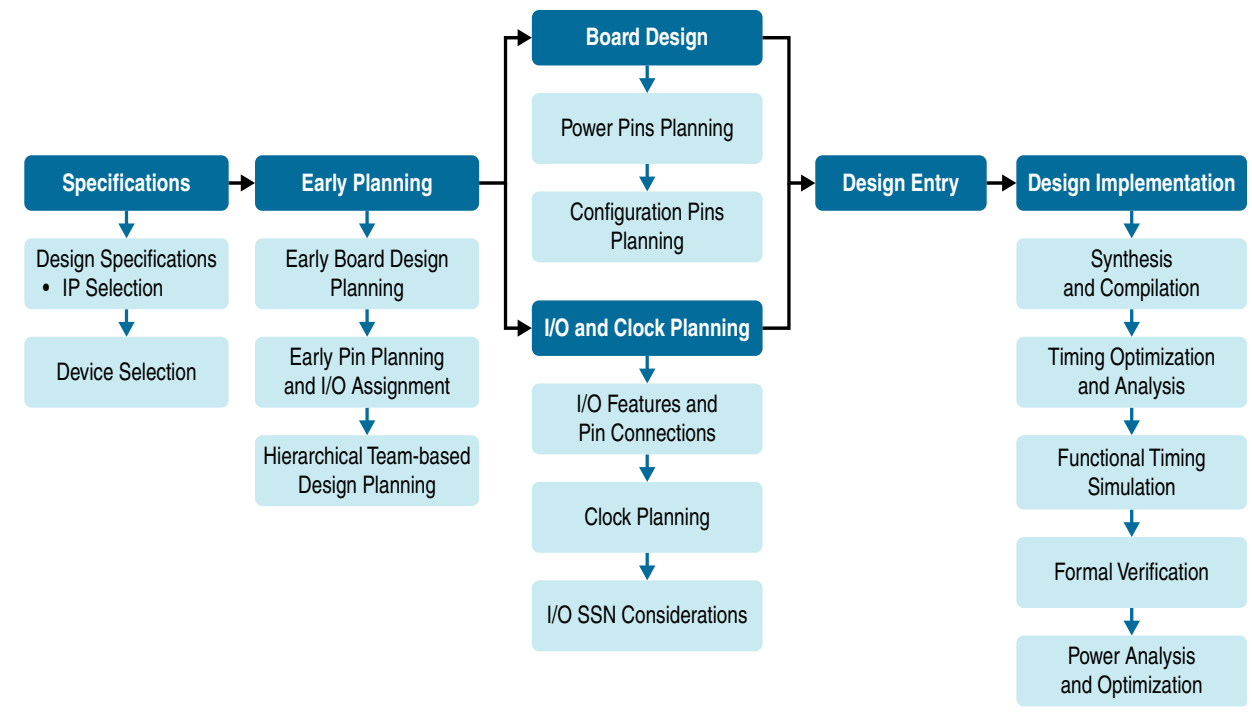 Specifications
Design Specifications
• IP Selection
Device Selection
Early Planning
Early Board Design
Planning
Early Pin Planning
and I/O Assignment
Hierarchical Team-based
Design Planning
Board Design
Power Pins Planning
Configuration Pins
Planning
I/O and Clock Planning
I/O Features and
Pin Connections
Clock Planning
I/O SSN Considerations
Design Entry
Design Implementation
Synthesis
and Compilation
Timing Optimization
and Analysis
Functional Timing
Simulation
Formal Verification
Power Analysis
and Optimization